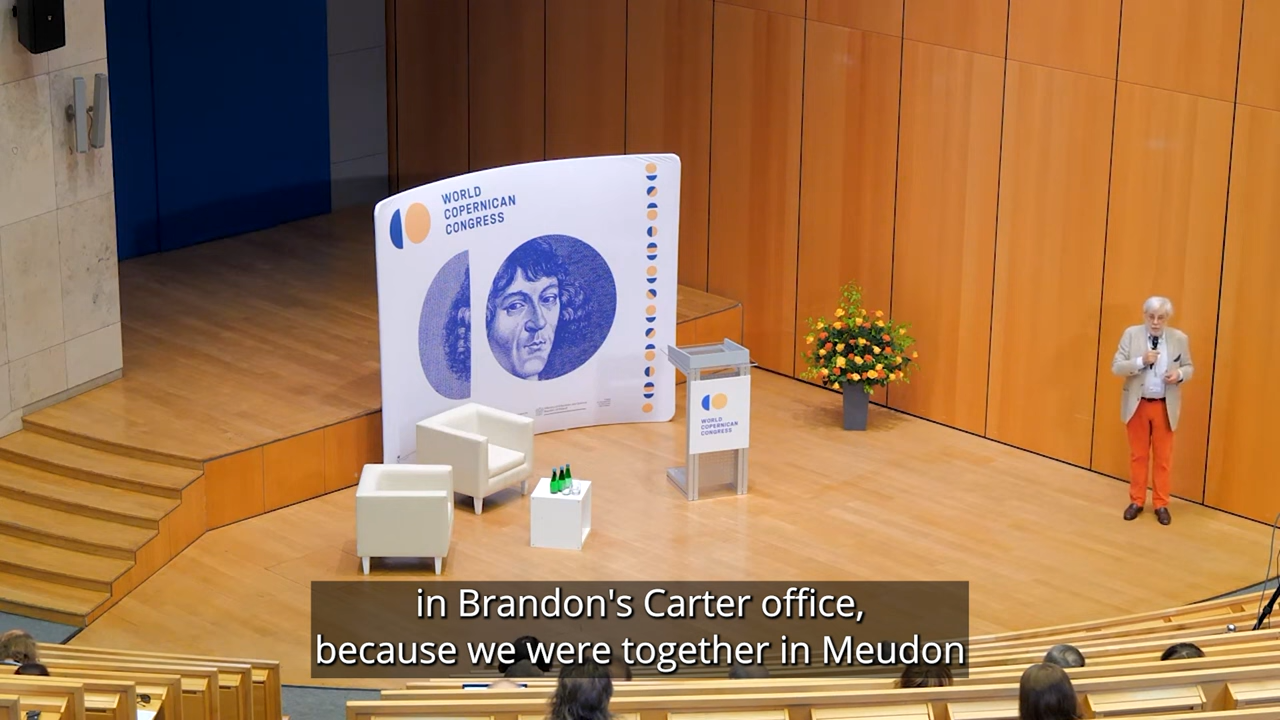 WORLD
COPERNICAN
CONGRESS
WORLD
COPERNICAN
CONGRESS
in Brandon's Carter office,
because we were together in Meudon